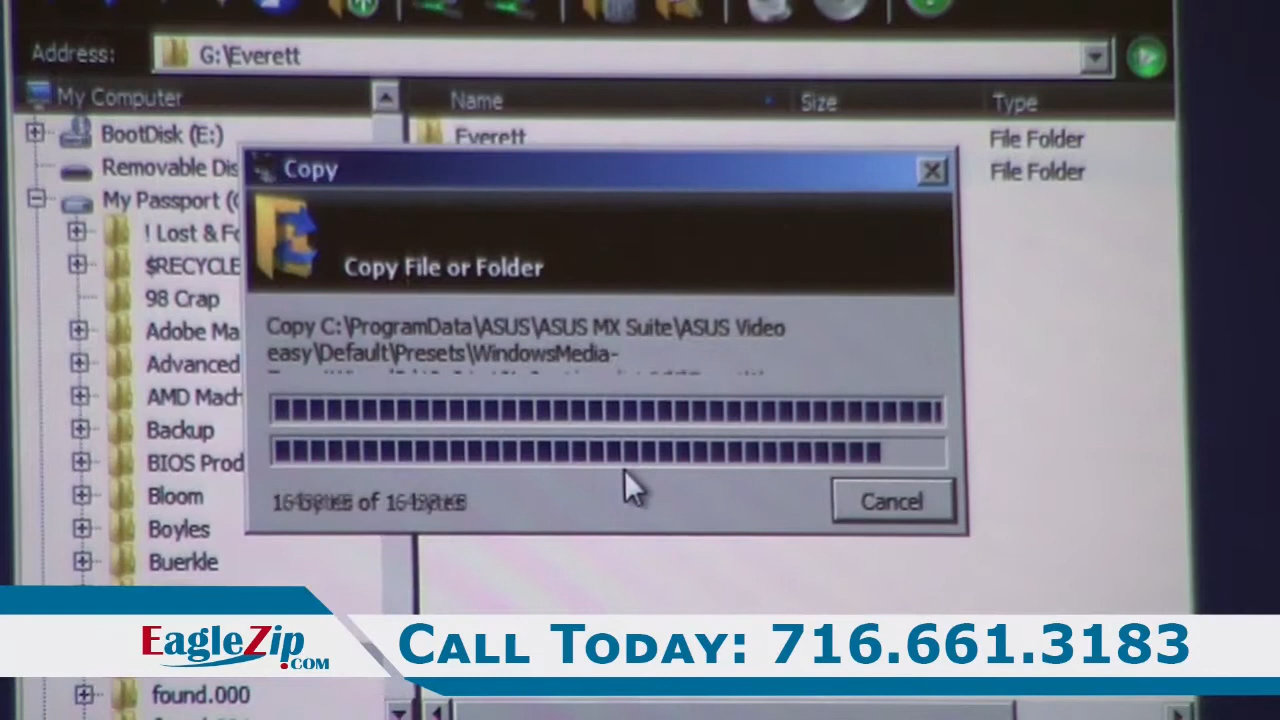 Address: G:\Everett
My Computer
Name Size Type
BootDisk (E:)
Everett File Folder
Removable Dis
File Folder
My Passport (
! Lost & Fo
$RECYCLE
98 Crap
Adobe Ma
Advanced
AMD Mach
Backup
BIOS Prod
Bloom
Boyles
Buerkle
found.000
Copy
Copy File or Folder
Copy C:\ProgramData\ASUS\ASUS MX Suite\ASUS Video
easy\Default\Presets\WindowsMedia-
of
Cancel
EagleZip.com
Call Today: 716.661.3183